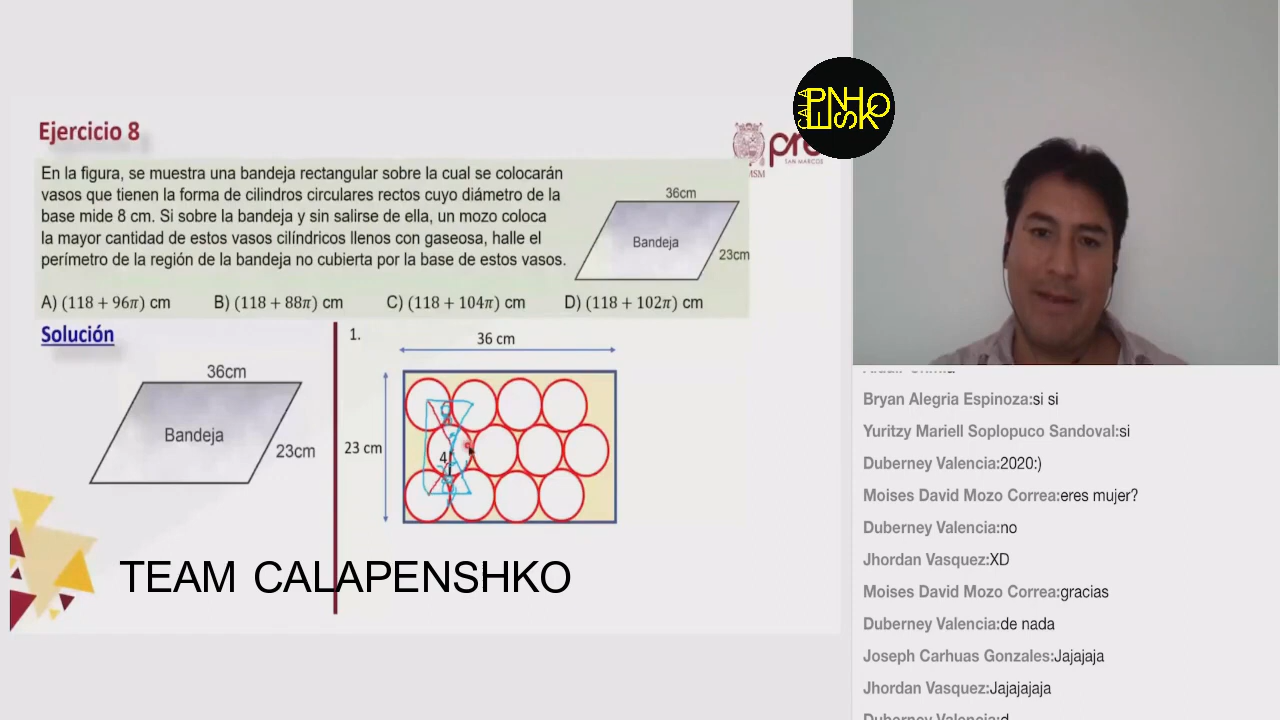 Ejercicio 8
En la figura, se muestra una bandeja rectangular sobre la cual se colocarán
vasos que tienen la forma de cilindros circulares rectos cuyo diámetro de la
base mide 8 cm. Si sobre la bandeja y sin salirse de ella, un mozo coloca
la mayor cantidad de estos vasos cilíndricos llenos con gaseosa, halle el
perímetro de la región de la bandeja no cubierta por la base de estos vasos.
36cm
Bandeja
23cm
A) (118 + 96π) cm B) (118 + 88π) cm C) (118 + 104π) cm D) (118 + 102π) cm
SAN MARCOS
Solución
36cm
Bandeja
23cm
1.
36 cm
23 cm
4
TEAM CALAPENSHKO
CALA
PENSHKO
Bryan Alegria Espinoza:si si
Yuritzy Mariell Soplopuco Sandoval:si
Duberney Valencia:2020:)
Moises David Mozo Correa:eres mujer?
Duberney Valencia:no
Jhordan Vasquez:XD
Moises David Mozo Correa:gracias
Duberney Valencia:de nada
Joseph Carhuas Gonzales:Jajajaja
Jhordan Vasquez:Jajajajaja
Duberney Valencia:d